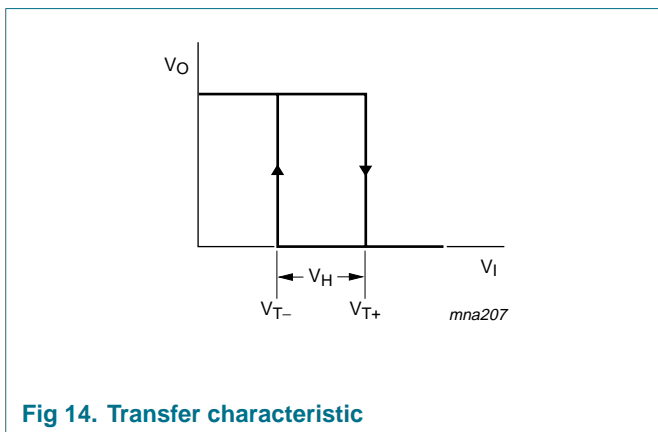 VO
VH
VI
VT−
VT+
mna207
Fig 14. Transfer characteristic